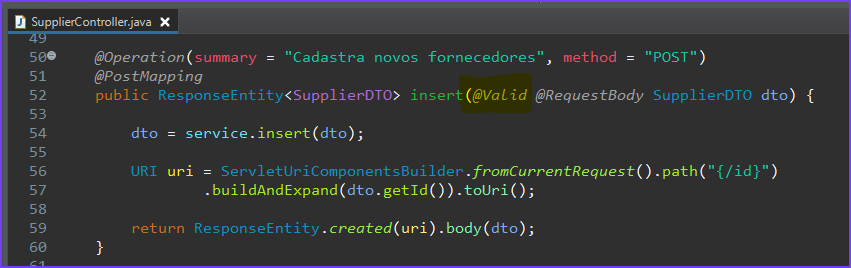 SupplierController.java
49
50 @Operation(summary = "Cadastra novos fornecedores", method = "POST")
51 @PostMapping
52 public ResponseEntity<SupplierDTO> insert(@Valid @RequestBody SupplierDTO dto) {
53
54 dto = service.insert(dto);
55
56 URI uri = ServletUriComponentsBuilder.fromCurrentRequest().path("{/id}")
57 .buildAndExpand(dto.getId()).toUri();
58
59 return ResponseEntity.created(uri).body(dto);
60 }
61